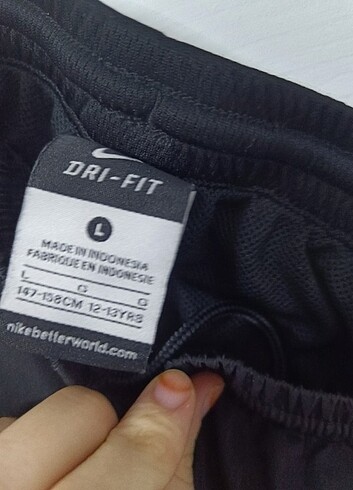 DRI-FIT
L
MADE IN INDONESIA
FABRIQUE EN INDONESIE
L G G
147-158CM 12-13YRS
nikebetterworld.com